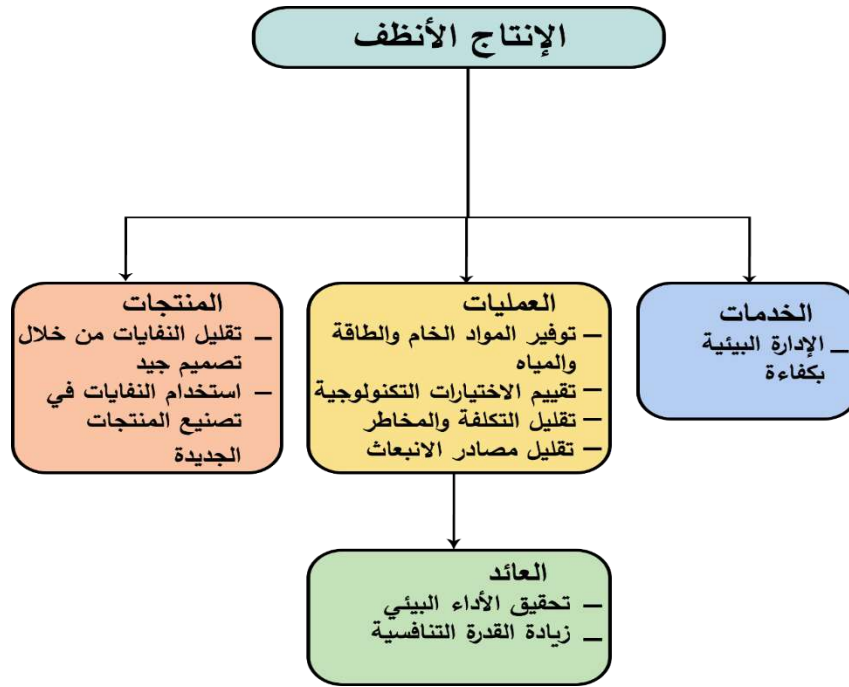 الإنتاج الأنظف
الخدمات
– الإدارة البيئية
بكفاءة
العمليات
– توفير المواد الخام والطاقة
والمياه
– تقييم الاختيارات التكنولوجية
– تقليل التكلفة والمخاطر
– تقليل مصادر الانبعاث
المنتجات
– تقليل النفايات من خلال
تصميم جيد
– استخدام النفايات في
تصنيع المنتجات
الجديدة
العائد
– تحقيق الأداء البيئي
– زيادة القدرة التنافسية